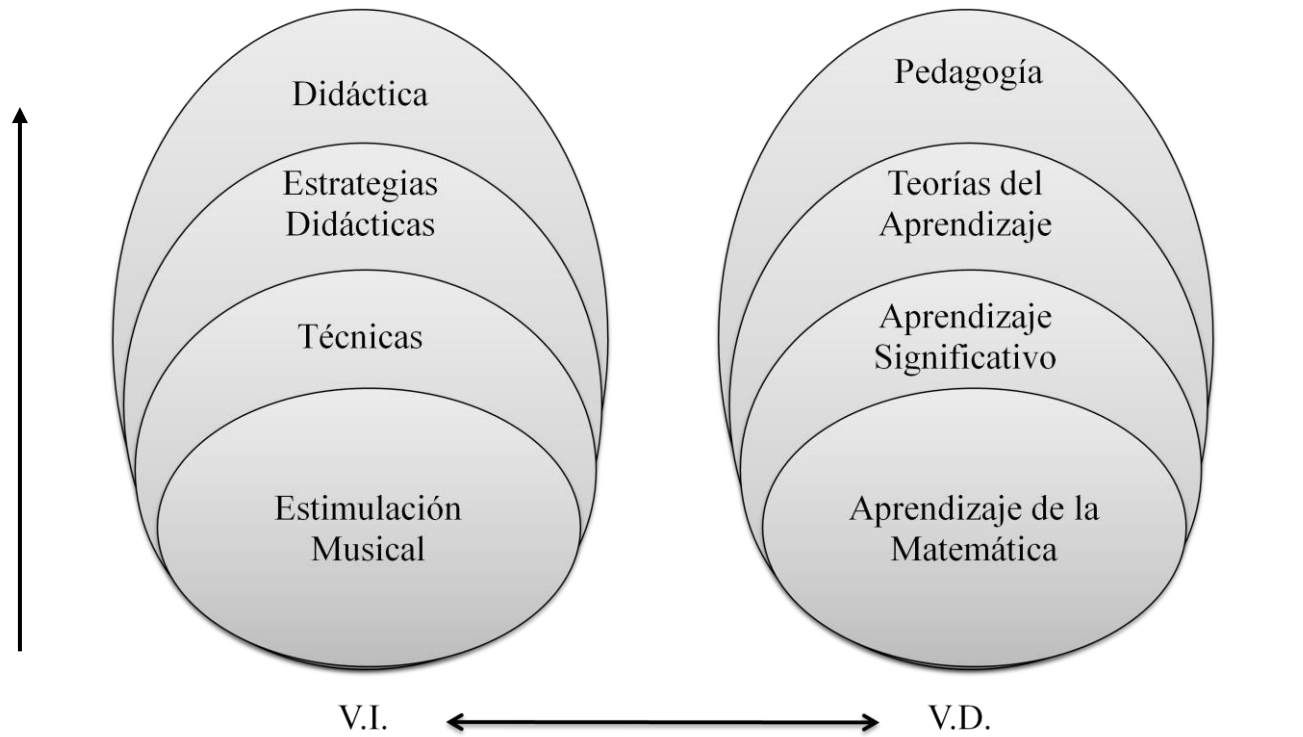 Didáctica
Estrategias
Didácticas
Técnicas
Estimulación
Musical
V.I.
Pedagogía
Teorías del
Aprendizaje
Aprendizaje
Significativo
Aprendizaje de la
Matemática
V.D.